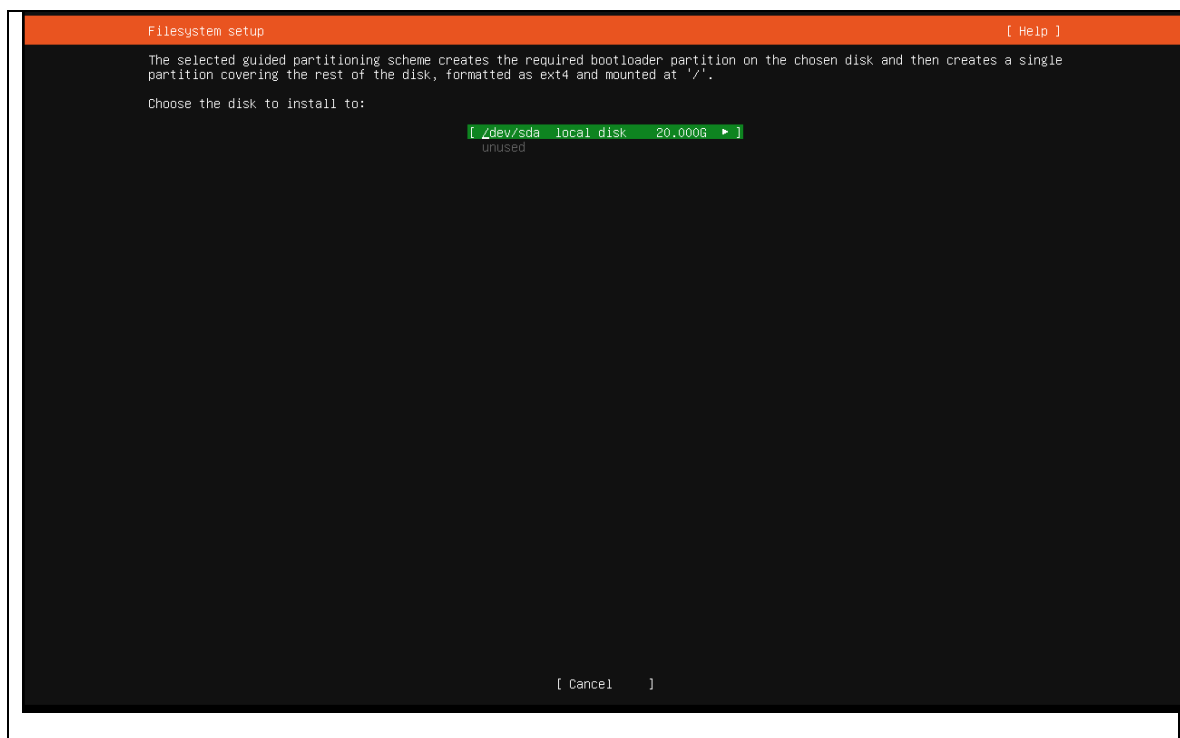 Filesystem setup [ Help ]
The selected guided partitioning scheme creates the required bootloader partition on the chosen disk and then creates a single
partition covering the rest of the disk, formatted as ext4 and mounted at '/'.
Choose the disk to install to:
[ /dev/sda local disk 20.000G ▸ ]
unused
[ Cancel ]